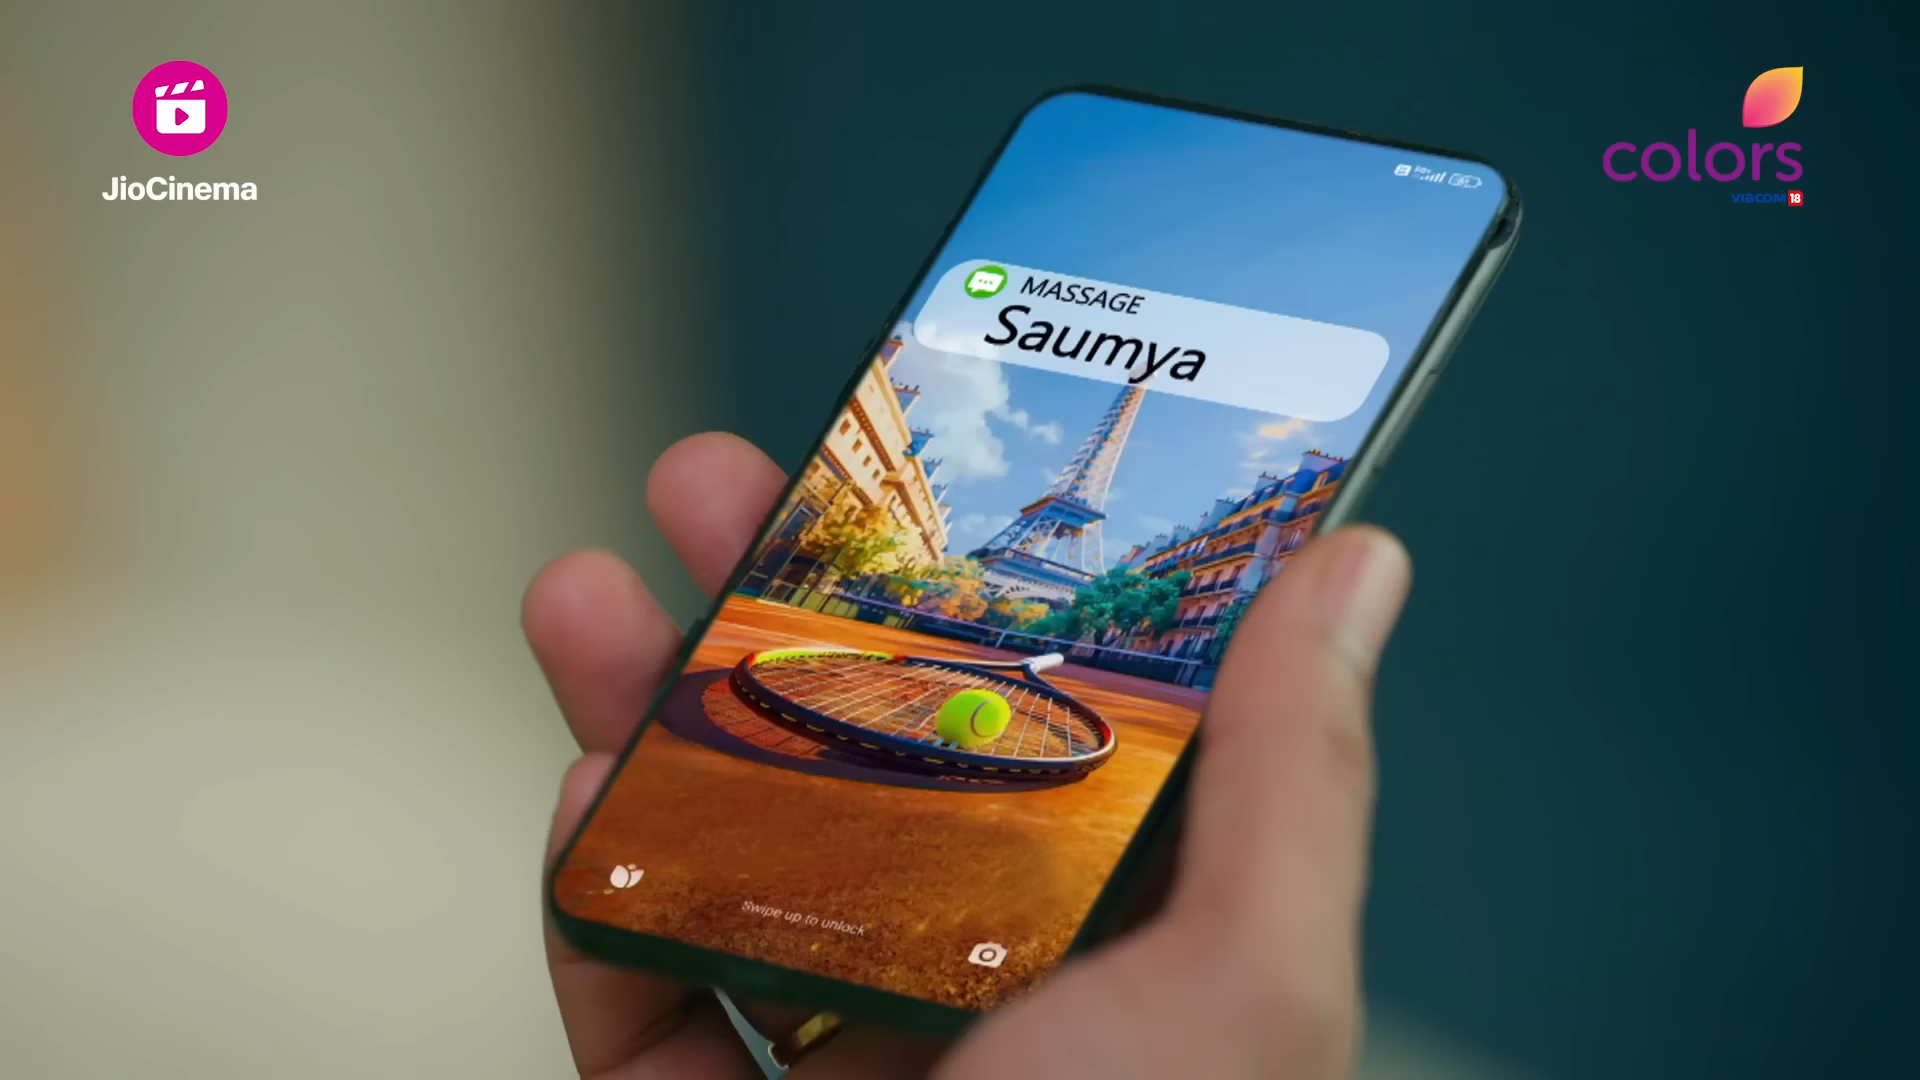 JioCinema
colors
VIACOM 18
MASSAGE
Saumya
Swipe up to unlock